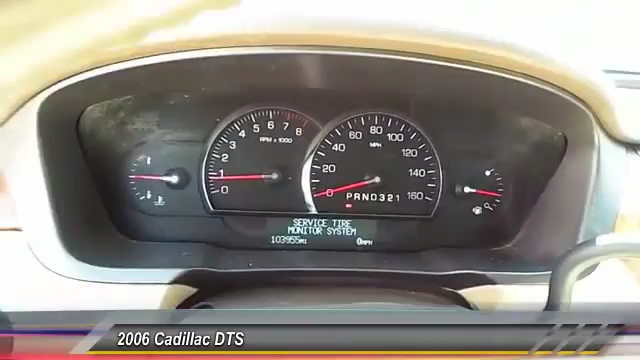 5 6 7 8
4
3
2
1
0
RPM x 1000
60 80
40 100
20 120
0 140
160
MPH
PRND321
SERVICE TIRE
MONITOR SYSTEM
103955MI 0MPH
2006 Cadillac DTS